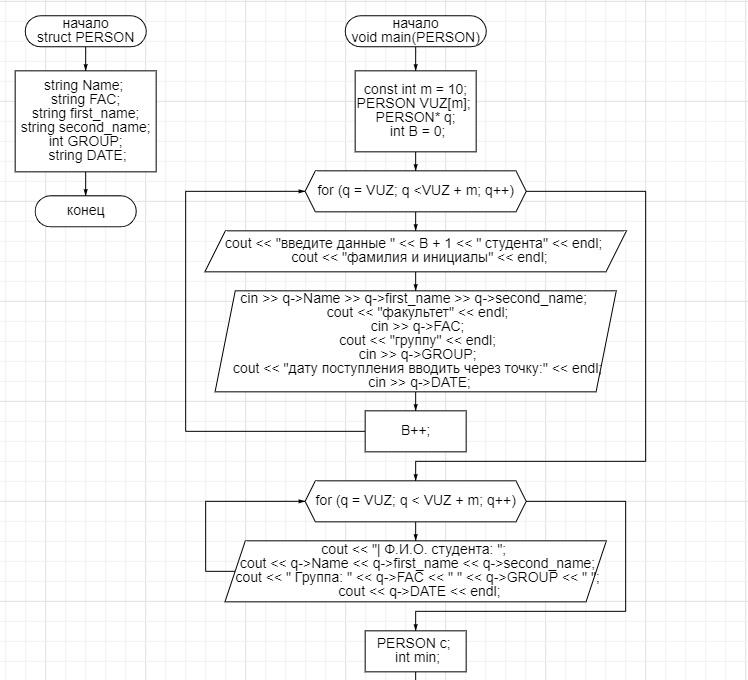 начало
struct PERSON
string Name;
string FAC;
string first_name;
string second_name;
int GROUP;
string DATE;
конец
начало
void main(PERSON)
const int m = 10;
PERSON VUZ[m];
PERSON* q;
int B = 0;
for (q = VUZ; q <VUZ + m; q++)
cout << "введите данные " << B + 1 << " студента" << endl;
cout << "фамилия и инициалы" << endl;
cin >> q->Name >> q->first_name >> q->second_name;
cout << "факультет" << endl;
cin >> q->FAC;
cout << "группу" << endl;
cin >> q->GROUP;
cout << "дату поступления вводить через точку:" << endl;
cin >> q->DATE;
B++;
for (q = VUZ; q < VUZ + m; q++)
cout << "| Ф.И.О. студента: ";
cout << q->Name << q->first_name << q->second_name;
cout << " Группа: " << q->FAC << " " << q->GROUP << " ";
cout << q->DATE << endl;
PERSON c;
int min;